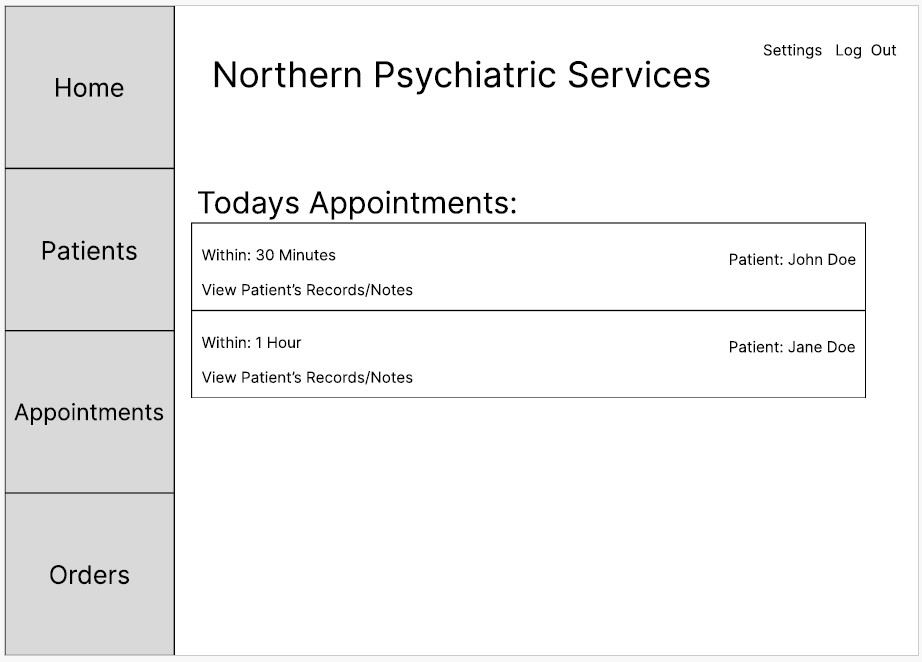 Home
Patients
Appointments
Orders
Northern Psychiatric Services
Settings Log Out
Todays Appointments:
Within: 30 Minutes
Patient: John Doe
View Patient’s Records/Notes
Within: 1 Hour
Patient: Jane Doe
View Patient’s Records/Notes